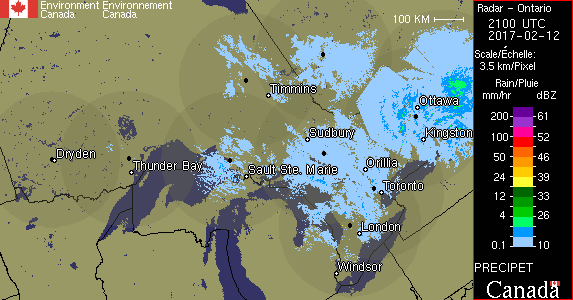 Environment Environnement
Canada Canada
100 KM
Timmins
Ottawa
Sudbury
Kingston
Dryden
Thunder Bay
Sault Ste. Marie
Orillia
Toronto
London
Windsor
Radar - Ontario
2100 UTC
2017-02-12
Scale/Échelle:
3.5 km/Pixel
Rain/Pluie
mm/hr dBZ
200 61
100 52
50 46
24 39
12 33
4 26
0.1 10
PRECIPET
Canada